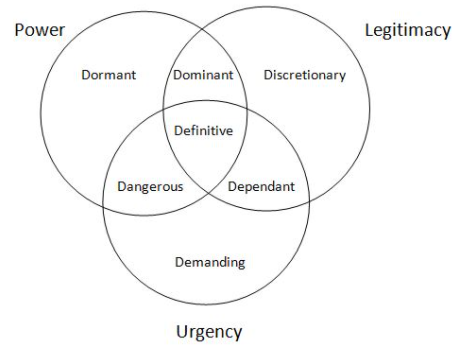 Power
Legitimacy
Dormant
Dominant
Discretionary
Definitive
Dangerous
Dependant
Demanding
Urgency